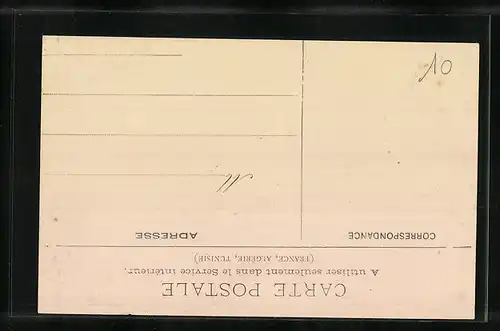 CARTE POSTALE
A utiliser seulement dans le Service intérieur,
(FRANCE, ALGÉRIE, TUNISIE)
CORRESPONDANCE
ADRESSE
M
10